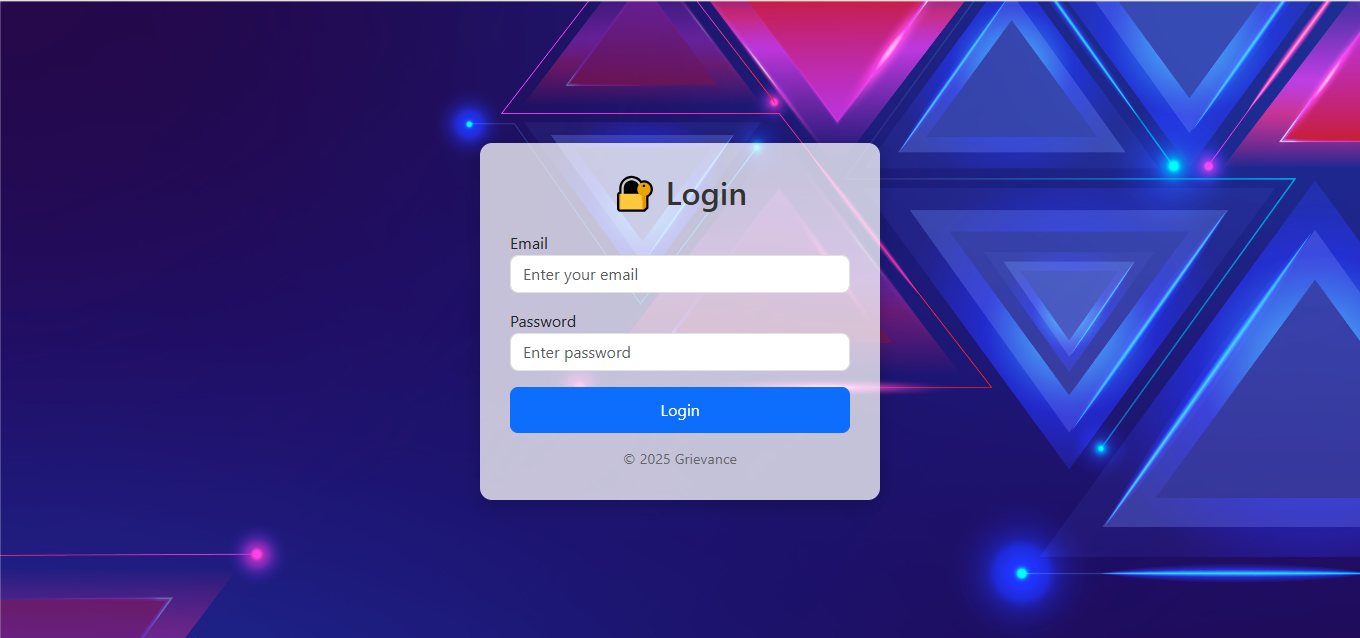 🔐 Login
Email
Enter your email
Password
Enter password
Login
© 2025 Grievance